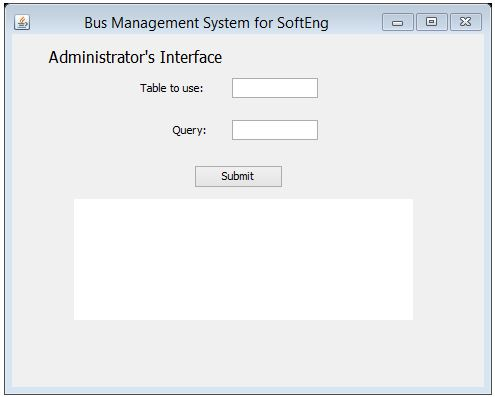 Bus Management System for SoftEng
Administrator's Interface
Table to use:
Query:
Submit